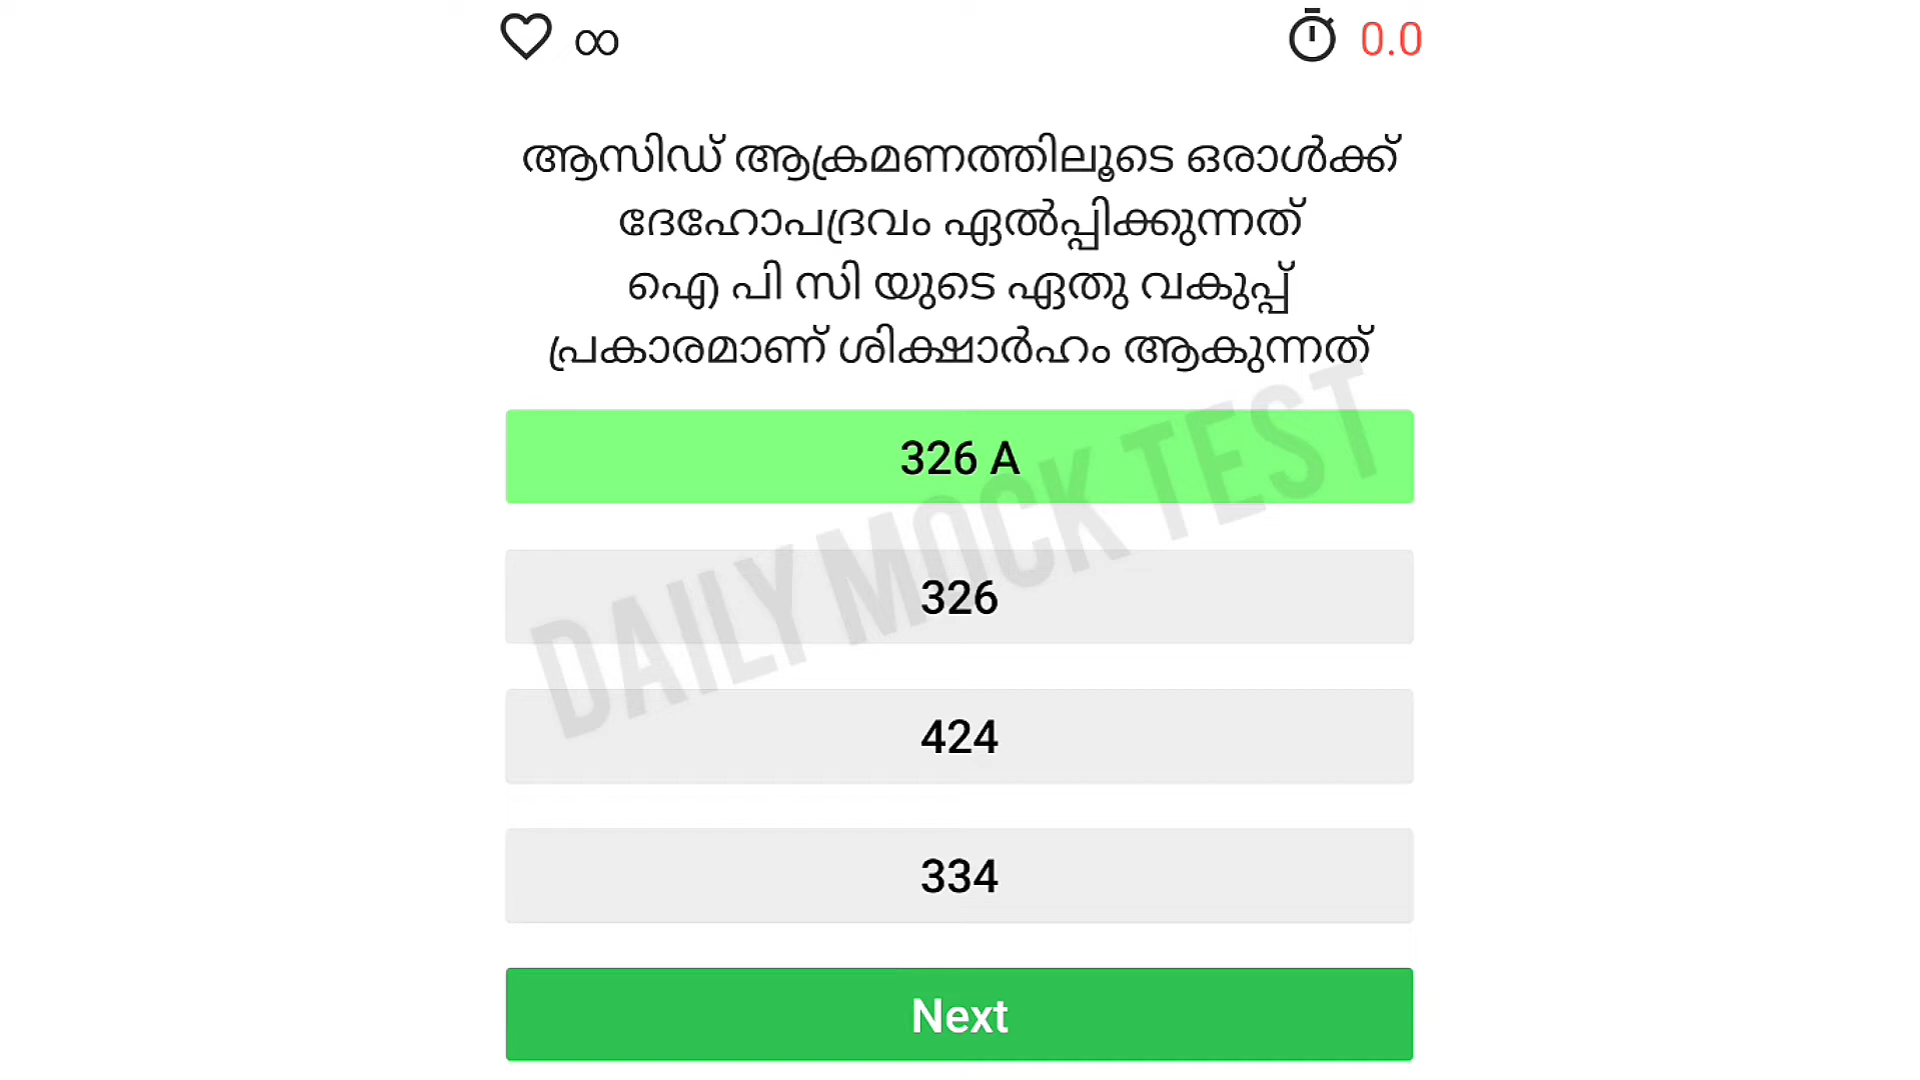 ∞
0.0
ആസിഡ് ആക്രമണത്തിലൂടെ ഒരാൾക്ക്
ദേഹോപദ്രവം ഏൽപ്പിക്കുന്നത്
ഐ പി സി യുടെ ഏതു വകുപ്പ്
പ്രകാരമാണ് ശിക്ഷാർഹം ആകുന്നത്
326 A
326
424
334
DAILY MOCK TEST
Next